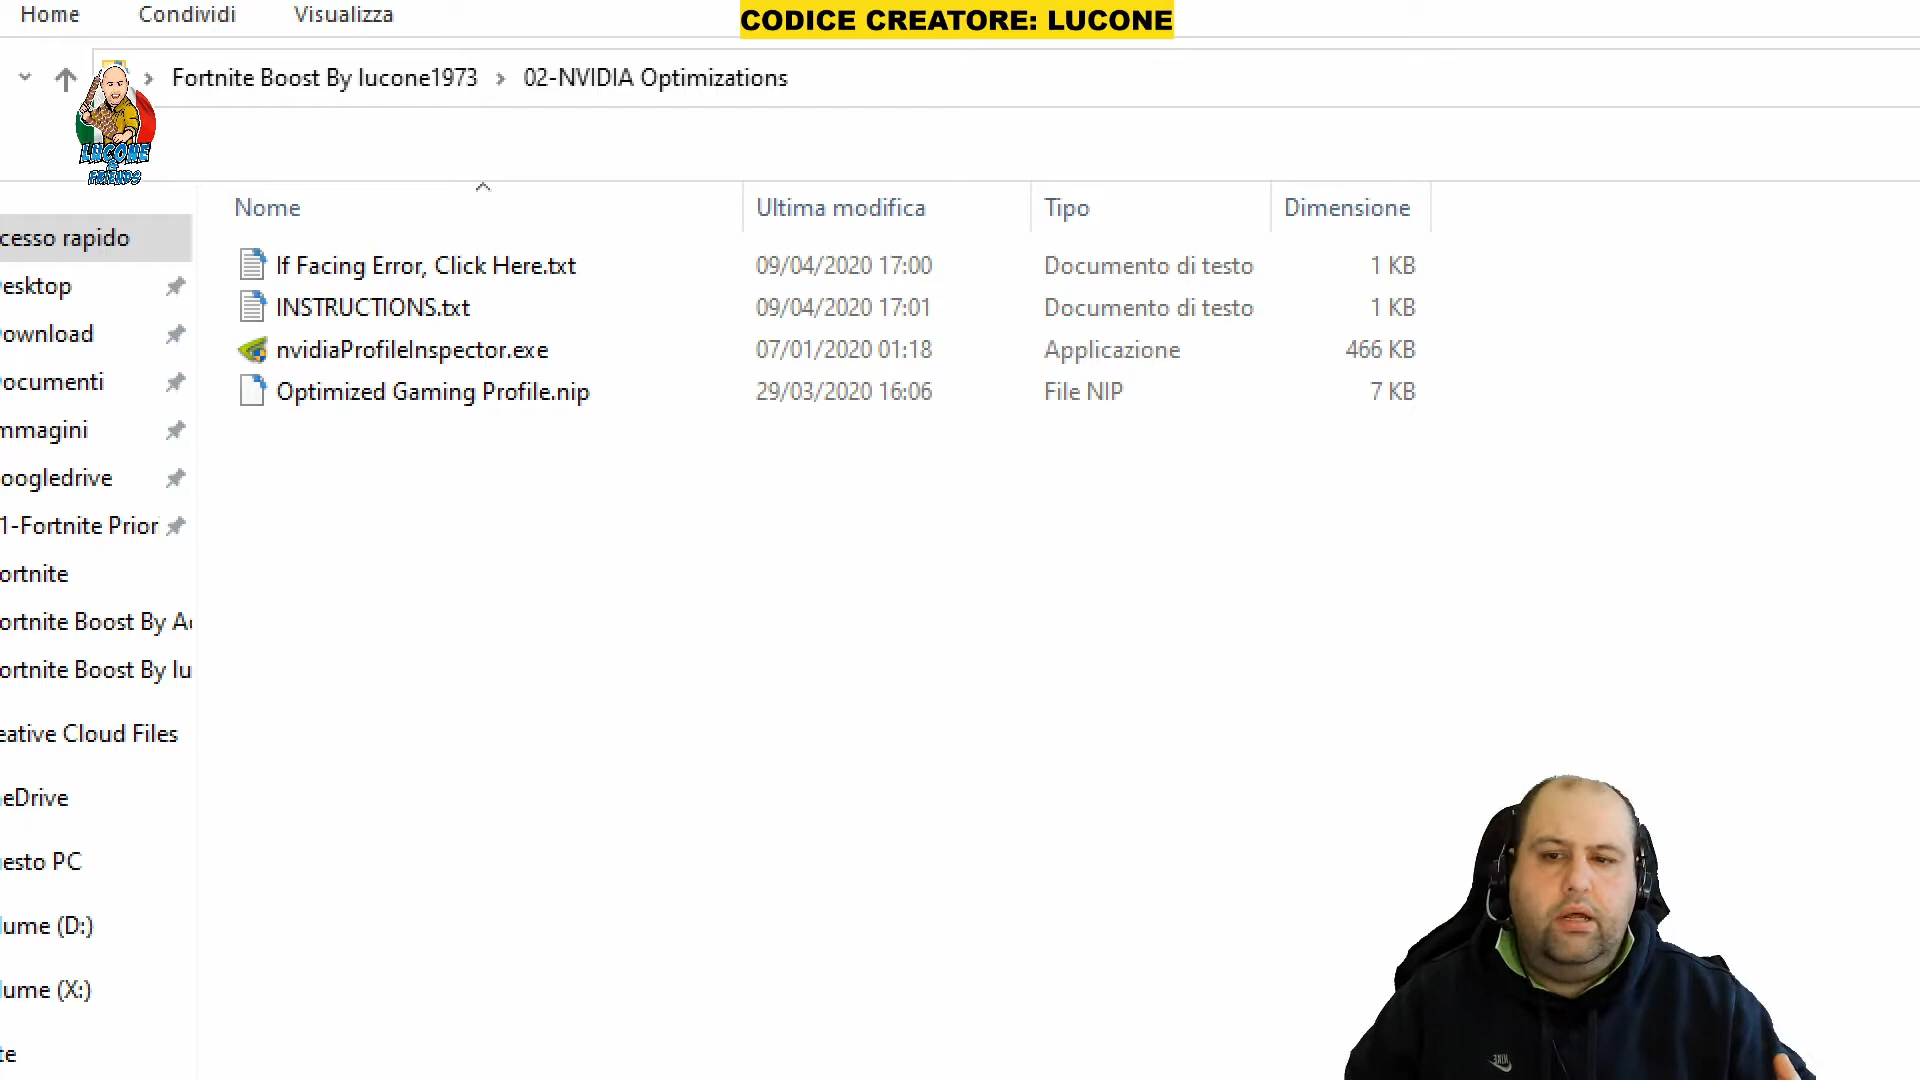 Home Condividi Visualizza
CODICE CREATORE: LUCONE
Fortnite Boost By lucone1973 > 02-NVIDIA Optimizations
LUCONE
&
FRIENDS
Nome Ultima modifica Tipo Dimensione
If Facing Error, Click Here.txt 09/04/2020 17:00 Documento di testo 1 KB
INSTRUCTIONS.txt 09/04/2020 17:01 Documento di testo 1 KB
nvidiaProfileInspector.exe 07/01/2020 01:18 Applicazione 466 KB
Optimized Gaming Profile.nip 29/03/2020 16:06 File NIP 7 KB
cesso rapido
esktop
ownload
ocumenti
mmagini
oogledrive
1-Fortnite Prior
ortnite
ortnite Boost By A
ortnite Boost By lu
eative Cloud Files
eDrive
esto PC
lume (D:)
lume (X:)
te
NIKE